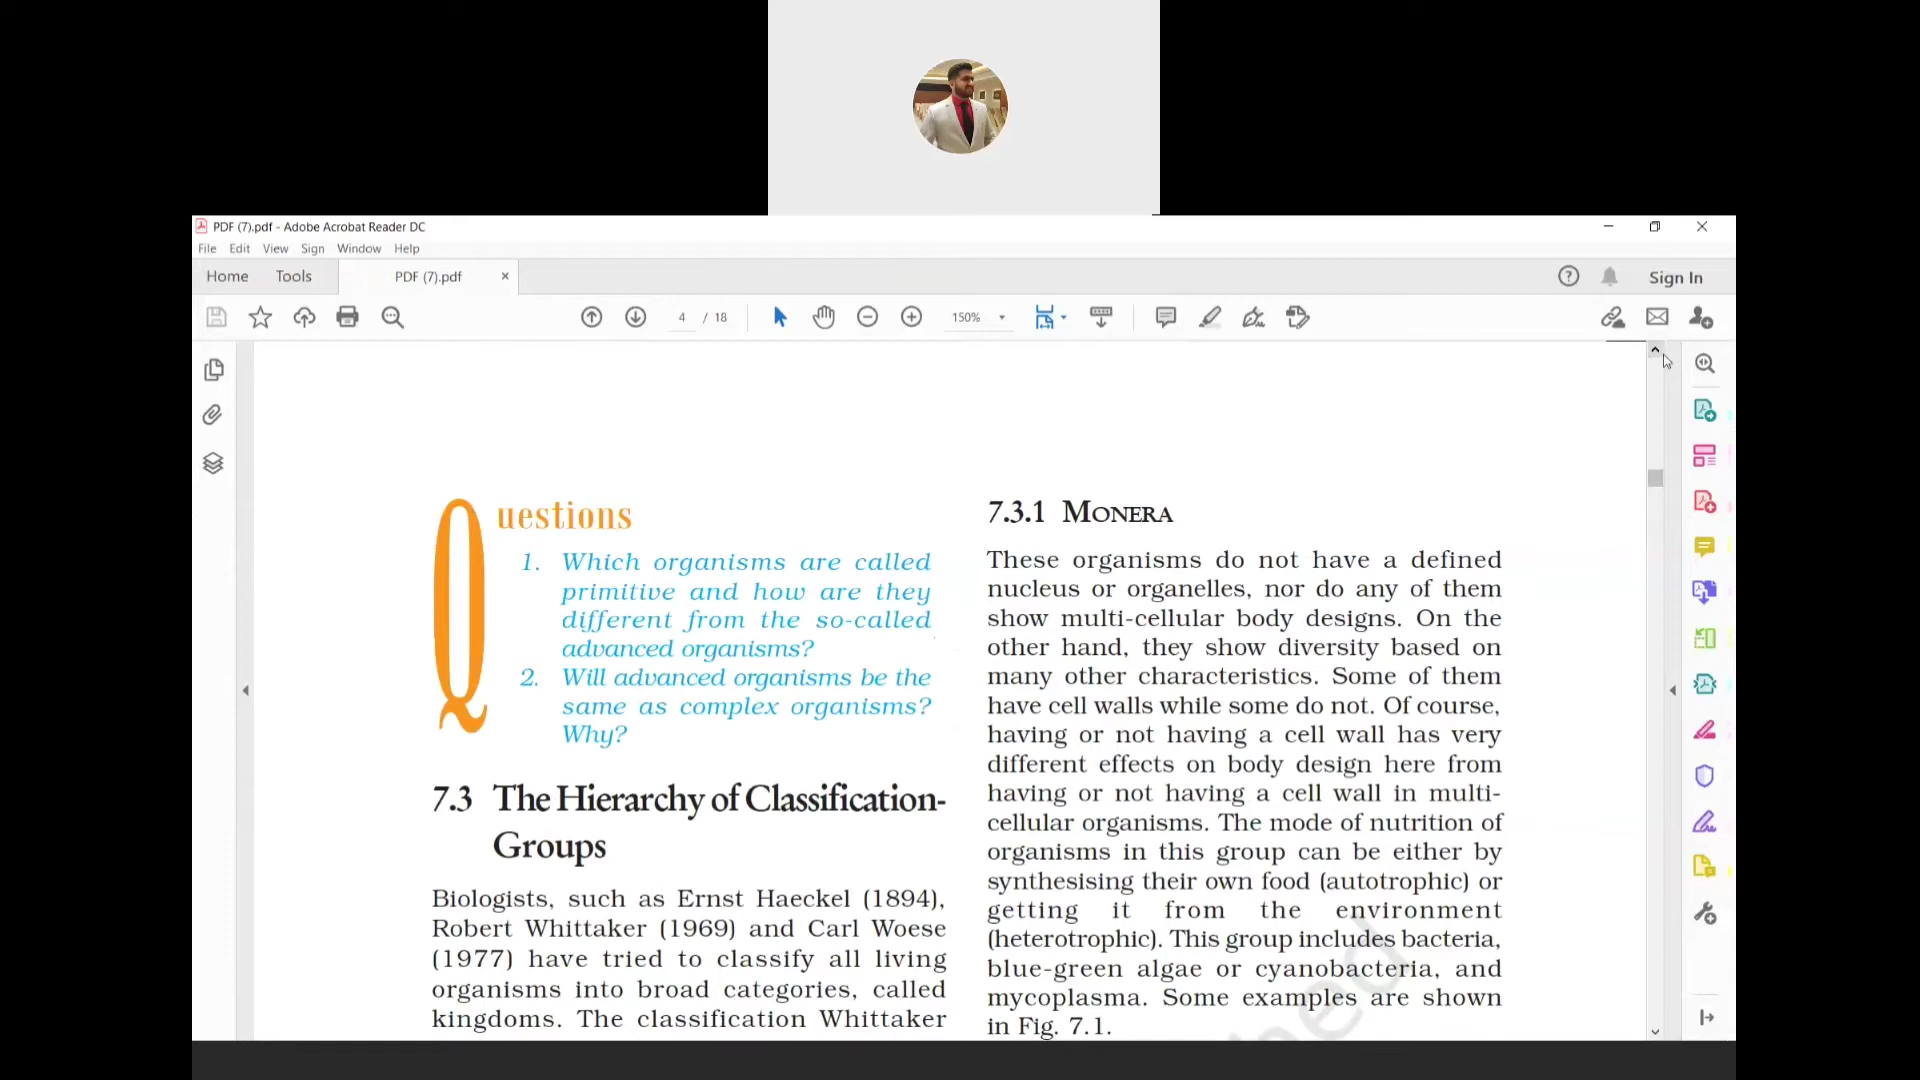 PDF (7).pdf - Adobe Acrobat Reader DC
File Edit View Sign Window Help
Home Tools PDF (7).pdf × Sign In
4 / 18 150%
Questions
1. Which organisms are called
primitive and how are they
different from the so-called
advanced organisms?
2. Will advanced organisms be the
same as complex organisms?
Why?
7.3 The Hierarchy of Classification-
Groups
Biologists, such as Ernst Haeckel (1894),
Robert Whittaker (1969) and Carl Woese
(1977) have tried to classify all living
organisms into broad categories, called
kingdoms. The classification Whittaker
7.3.1 MONERA
These organisms do not have a defined
nucleus or organelles, nor do any of them
show multi-cellular body designs. On the
other hand, they show diversity based on
many other characteristics. Some of them
have cell walls while some do not. Of course,
having or not having a cell wall has very
different effects on body design here from
having or not having a cell wall in multi-
cellular organisms. The mode of nutrition of
organisms in this group can be either by
synthesising their own food (autotrophic) or
getting it from the environment
(heterotrophic). This group includes bacteria,
blue-green algae or cyanobacteria, and
mycoplasma. Some examples are shown
in Fig. 7.1.